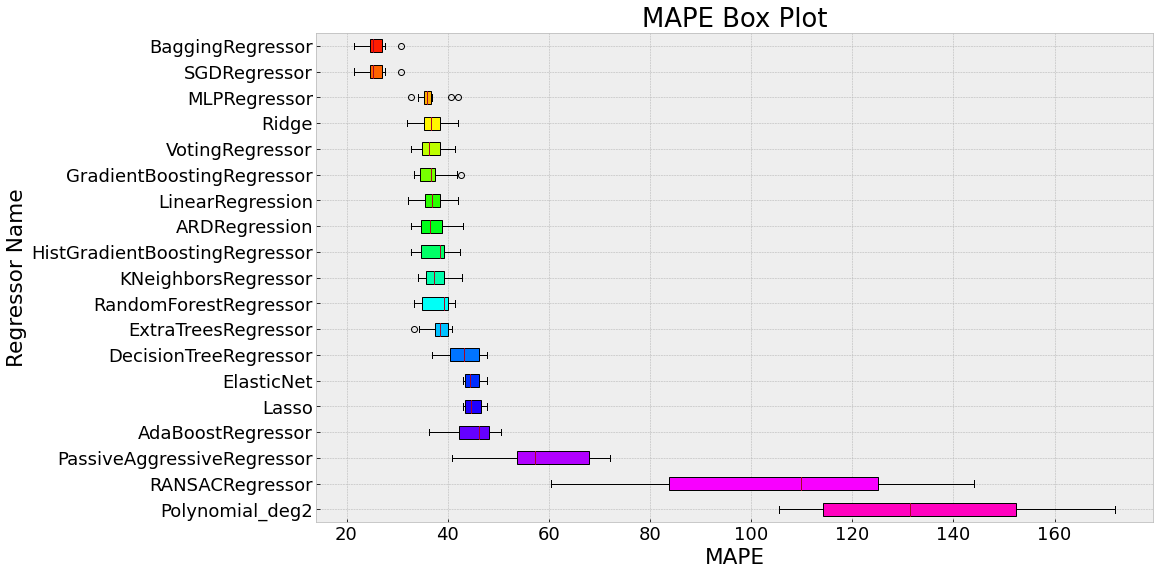 MAPE Box Plot
Regressor Name
BaggingRegressor
SGDRegressor
MLPRegressor
Ridge
VotingRegressor
GradientBoostingRegressor
LinearRegression
ARDRegression
HistGradientBoostingRegressor
KNeighborsRegressor
RandomForestRegressor
ExtraTreesRegressor
DecisionTreeRegressor
ElasticNet
Lasso
AdaBoostRegressor
PassiveAggressiveRegressor
RANSACRegressor
Polynomial_deg2
20 40 60 80 100 120 140 160
MAPE